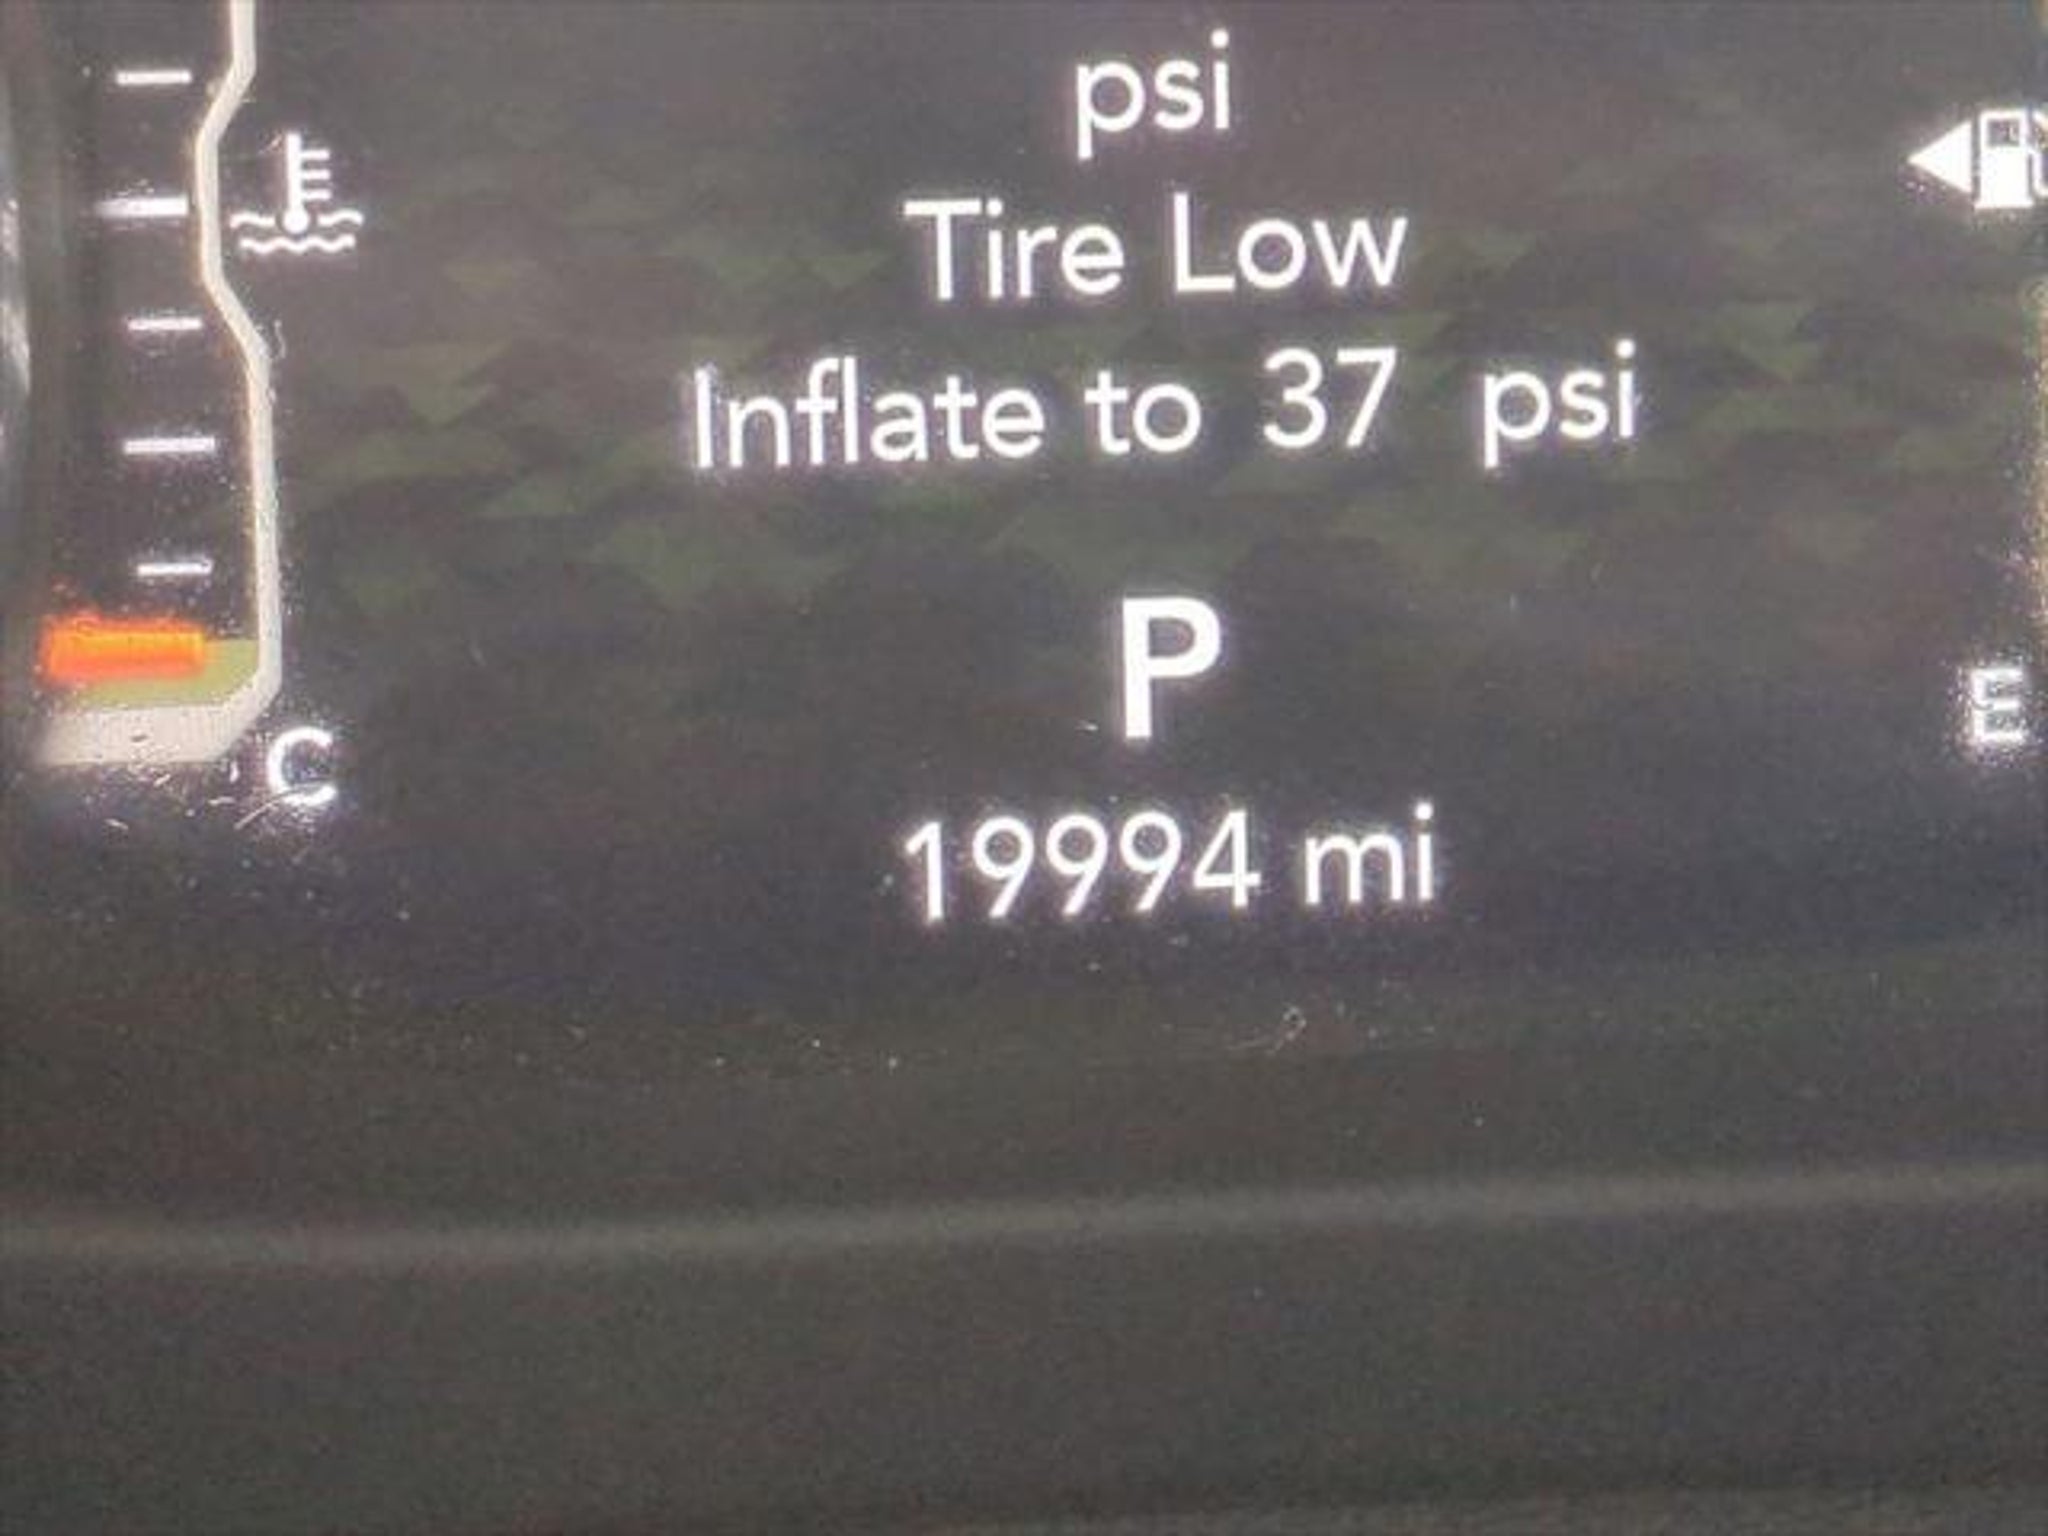 psi
Tire Low
Inflate to 37 psi
P
E
C
19994 mi